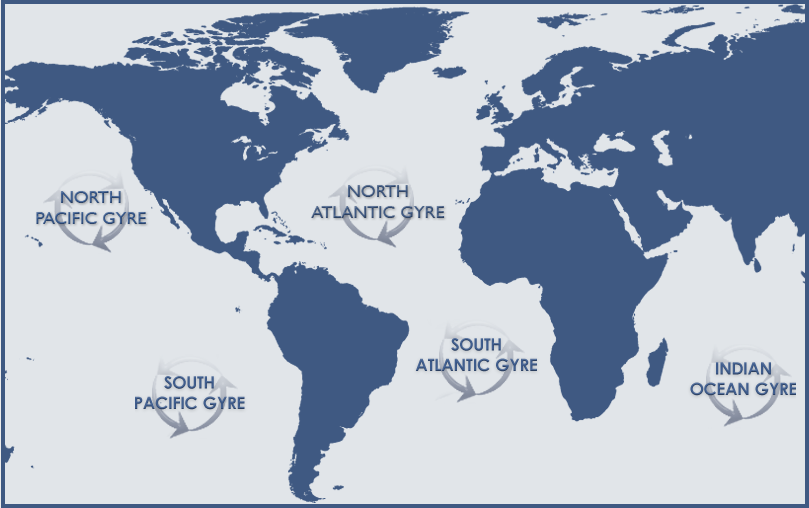 NORTH
PACIFIC GYRE
NORTH
ATLANTIC GYRE
SOUTH
ATLANTIC GYRE
SOUTH
PACIFIC GYRE
INDIAN
OCEAN GYRE